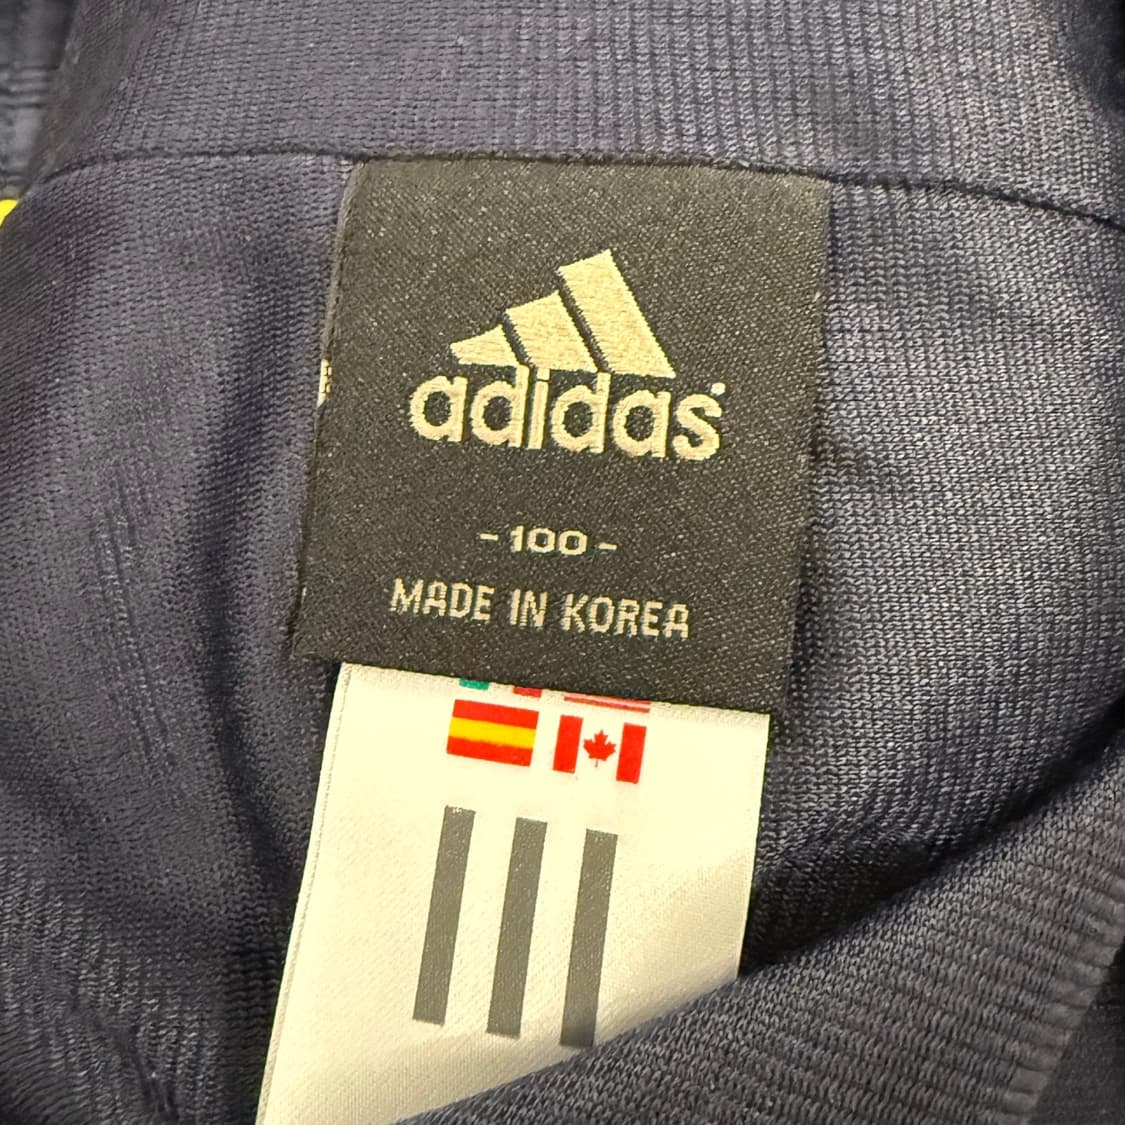 adidas
- 100 -
MADE IN KOREA